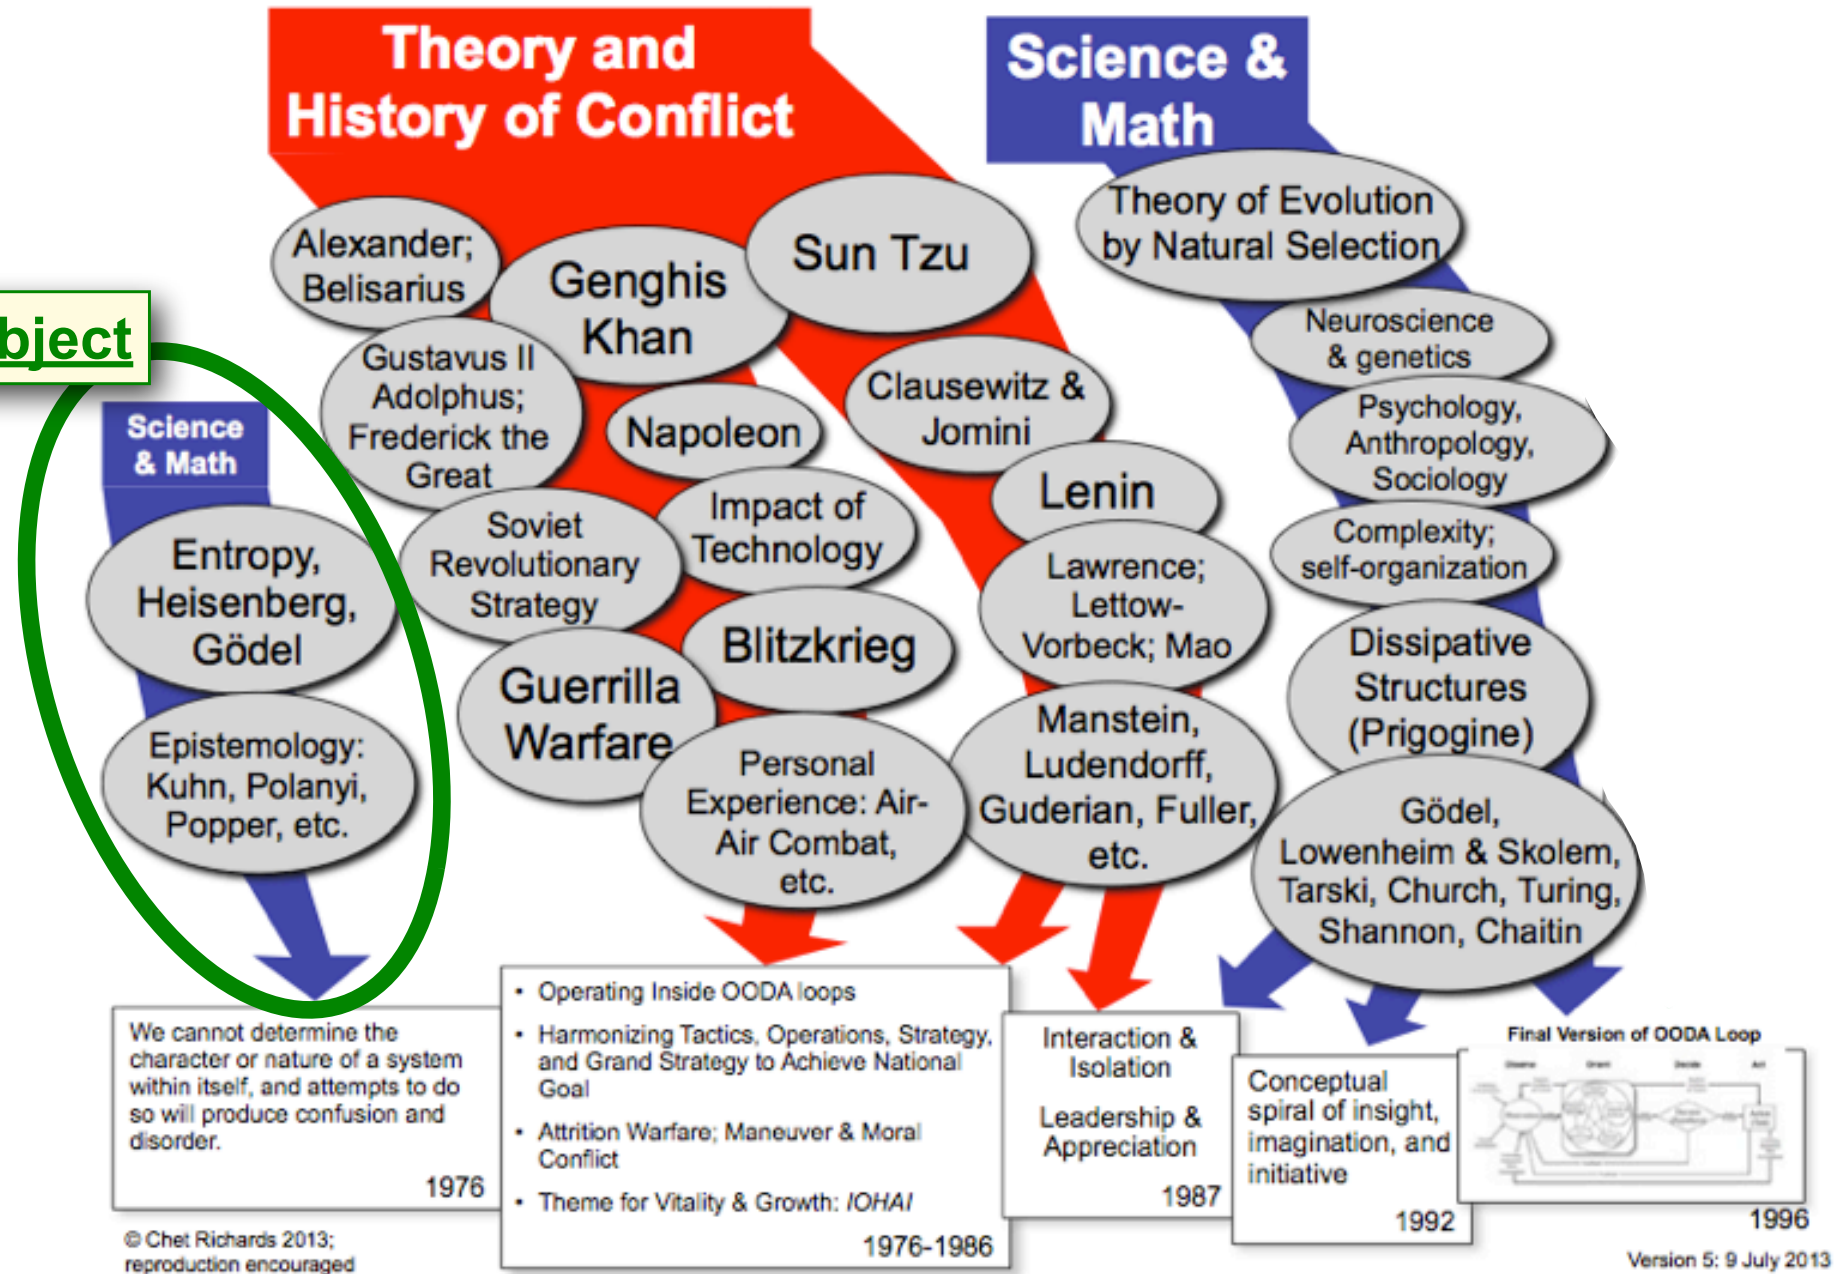 Theory and
History of Conflict
Science &
Math
Alexander;
Belisarius
Genghis
Khan
Sun Tzu
Theory of Evolution
by Natural Selection
bject
Science
& Math
Gustavus II
Adolphus;
Frederick the
Great
Napoleon
Clausewitz &
Jomini
Neuroscience
& genetics
Psychology,
Anthropology,
Sociology
Entropy,
Heisenberg,
Gödel
Soviet
Revolutionary
Strategy
Impact of
Technology
Lenin
Complexity;
self-organization
Lawrence;
Lettow-
Vorbeck; Mao
Guerrilla
Warfare
Blitzkrieg
Dissipative
Structures
(Prigogine)
Epistemology:
Kuhn, Polanyi,
Popper, etc.
Personal
Experience: Air-
Air Combat,
etc.
Manstein,
Ludendorff,
Guderian, Fuller,
etc.
Gödel,
Lowenheim & Skolem,
Tarski, Church, Turing,
Shannon, Chaitin
We cannot determine the
character or nature of a system
within itself, and attempts to do
so will produce confusion and
disorder.
1976
• Operating Inside OODA loops
• Harmonizing Tactics, Operations, Strategy,
and Grand Strategy to Achieve National
Goal
• Attrition Warfare; Maneuver & Moral
Conflict
• Theme for Vitality & Growth: IOHAI
1976-1986
Interaction &
Isolation
Leadership &
Appreciation
1987
Conceptual
spiral of insight,
imagination, and
initiative
1992
Final Version of OODA Loop
Observe Orient Decide Act
1996
© Chet Richards 2013;
reproduction encouraged
Version 5: 9 July 2013